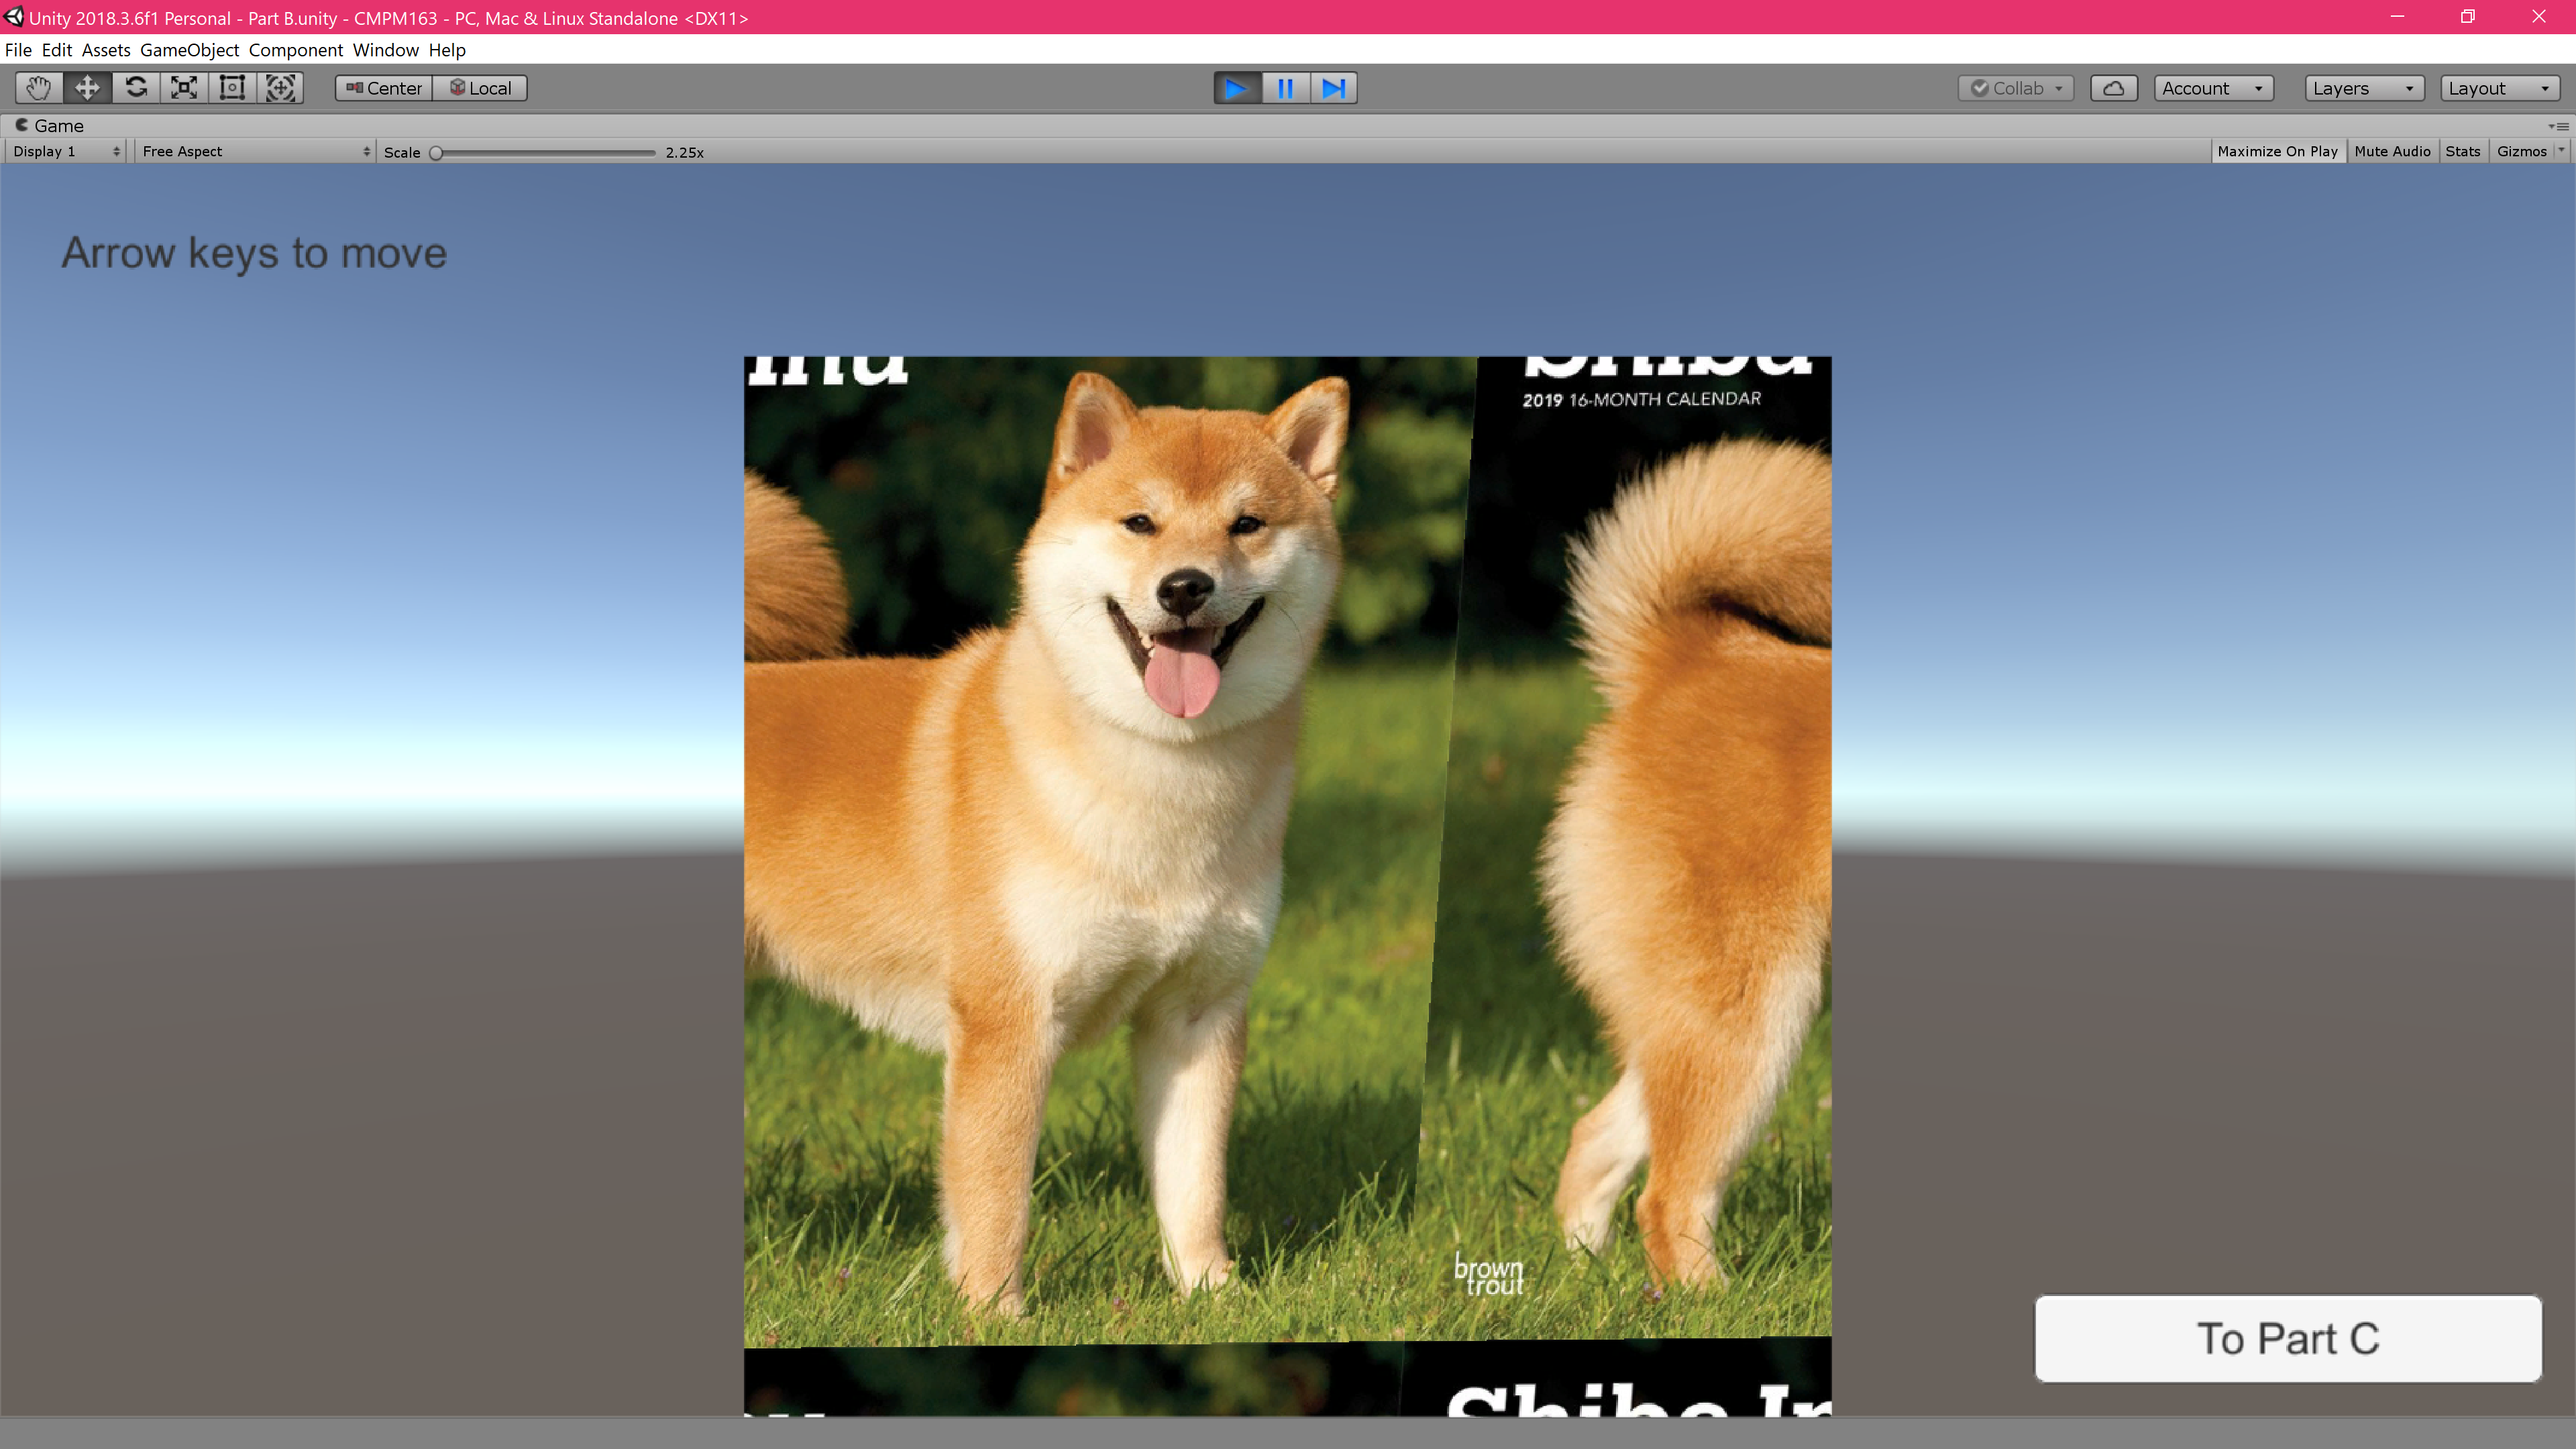 Unity 2018.3.6f1 Personal - Part B.unity - CMPM163 - PC, Mac & Linux Standalone <DX11>
File Edit Assets GameObject Component Window Help
Center Local Collab Account Layers Layout
Game
Display 1 Free Aspect Scale 2.25x Maximize On Play Mute Audio Stats Gizmos
Arrow keys to move
Inu
Shiba
2019 16-MONTH CALENDAR
brown
trout
To Part C
Shiba In